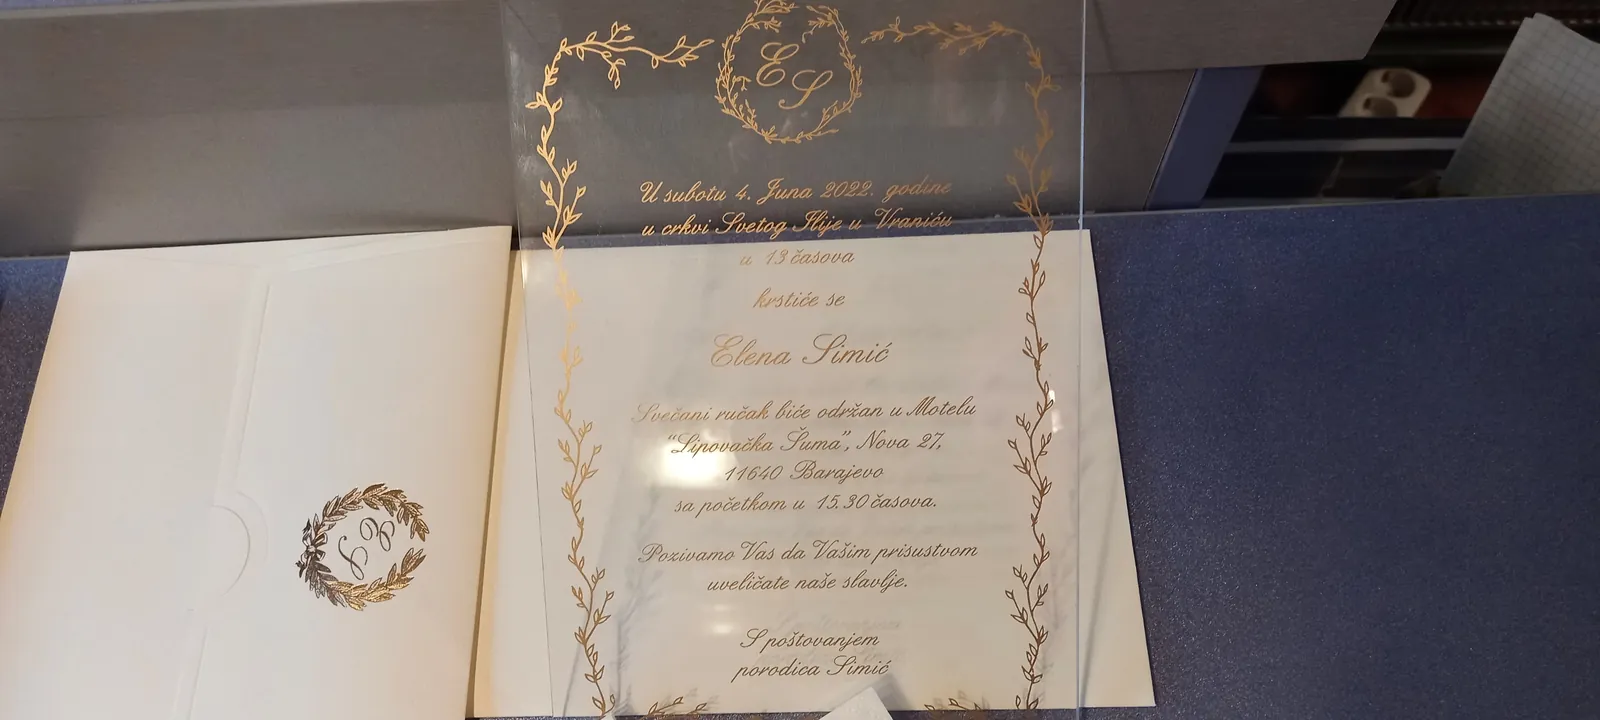 E S
U subotu 4. Juna 2022. godine
u crkvi Svetog Ilije u Vraniću
u 13 časova
krstiće se
Elena Simić
Svečani ručak biće održan u Motelu
“Lipovačka Šuma”, Nova 27,
11640 Barajevo
sa početkom u 15.30 časova.
Pozivamo Vas da Vašim prisustvom
uveličate naše slavlje.
S poštovanjem
porodica Simić
E S